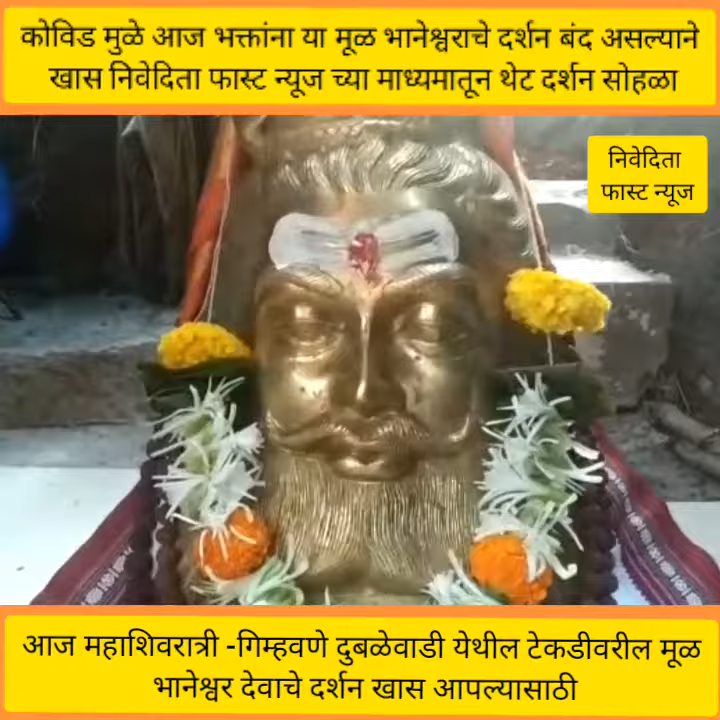 कोविड मुळे आज भक्तांना या मूळ भानेश्वराचे दर्शन बंद असल्याने
खास निवेदिता फास्ट न्यूज च्या माध्यमातून थेट दर्शन सोहळा
निवेदिता
फास्ट न्यूज
आज महाशिवरात्री -गिम्हवणे दुबळेवाडी येथील टेकडीवरील मूळ
भानेश्वर देवाचे दर्शन खास आपल्यासाठी